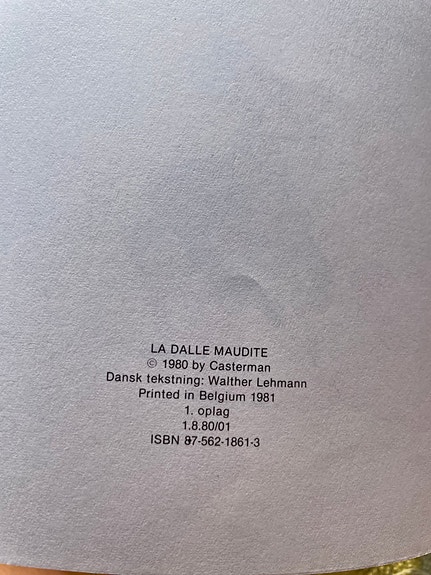 LA DALLE MAUDITE
© 1980 by Casterman
Dansk tekstning: Walther Lehmann
Printed in Belgium 1981
1. oplag
1.8.80/01
ISBN 87-562-1861-3